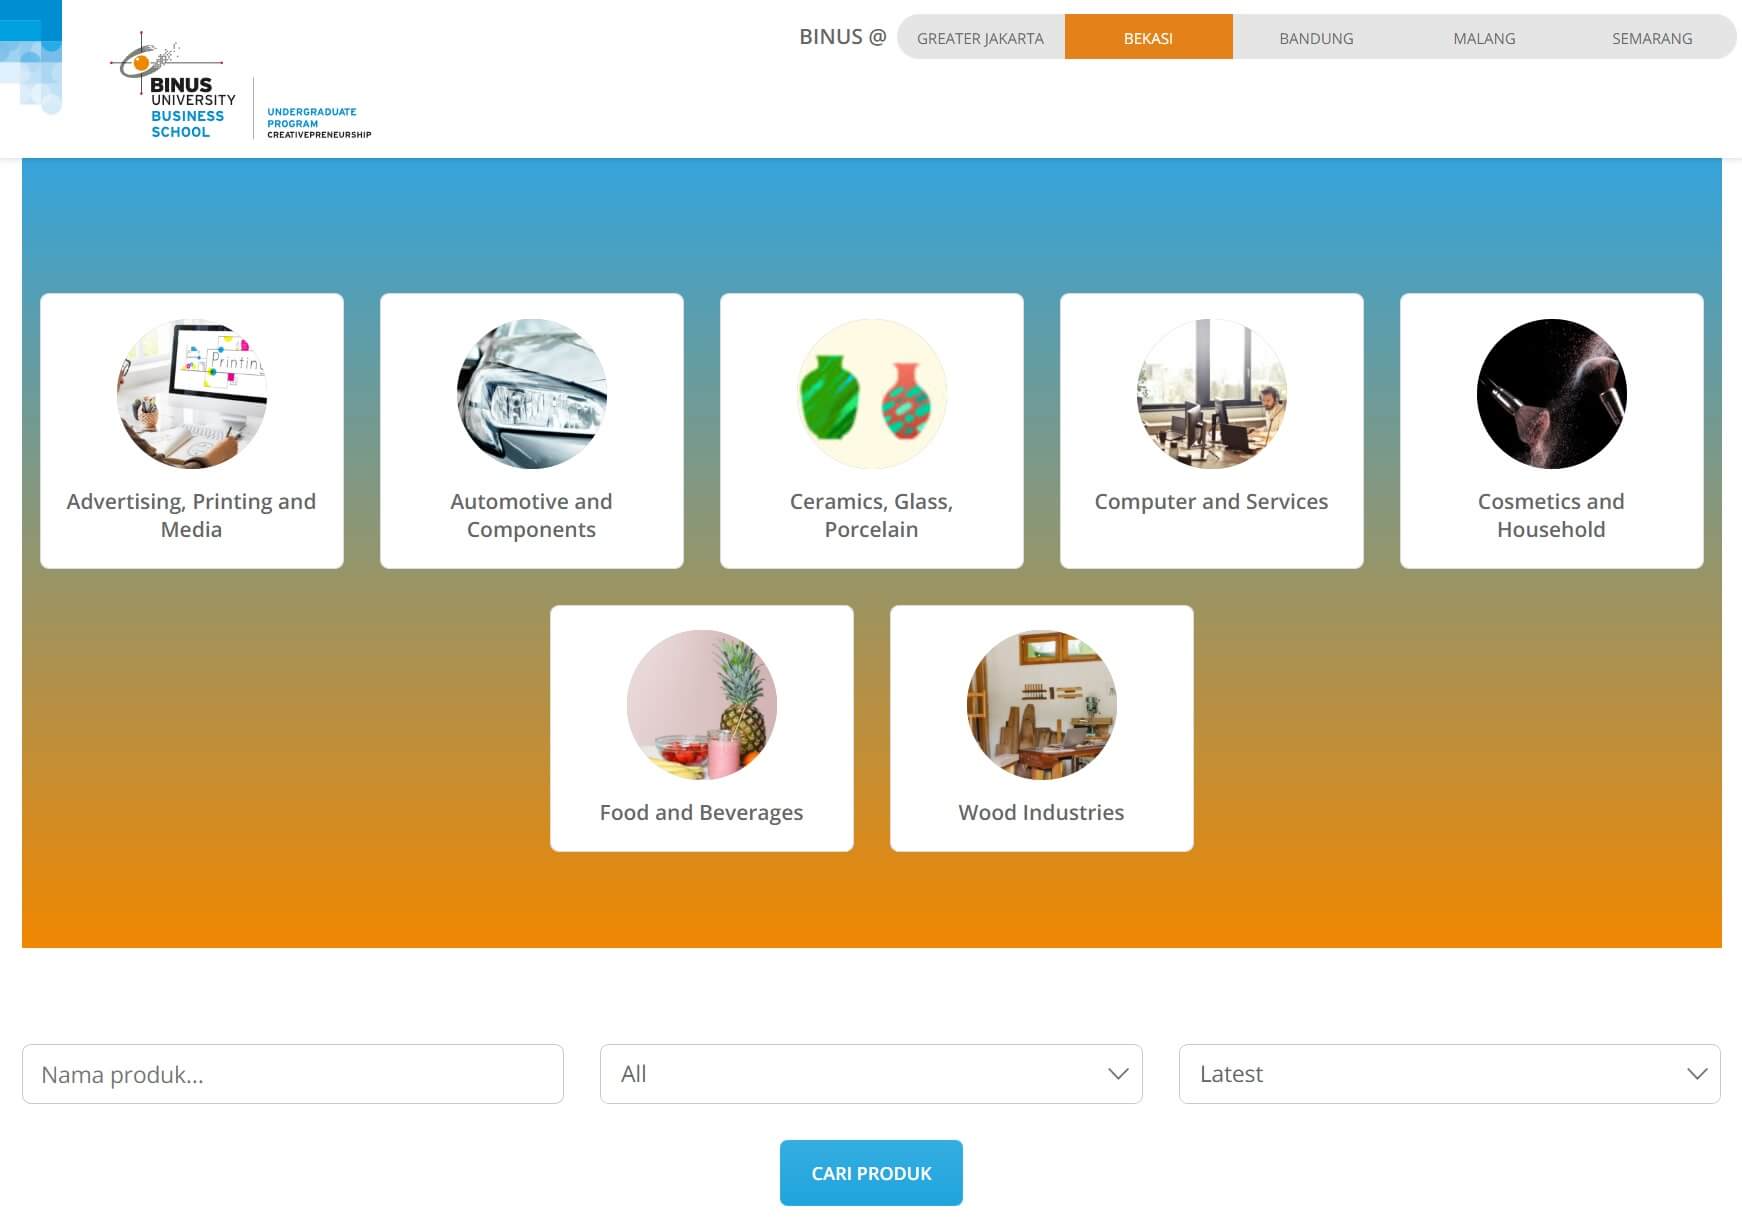 BINUS @
GREATER JAKARTA
BEKASI
BANDUNG
MALANG
SEMARANG
BINUS
UNIVERSITY
BUSINESS
SCHOOL
UNDERGRADUATE
PROGRAM
CREATIVEPRENEURSHIP
Printing
Advertising, Printing and
Media
Automotive and
Components
Ceramics, Glass,
Porcelain
Computer and Services
Cosmetics and
Household
Food and Beverages
Wood Industries
Nama produk...
All
Latest
CARI PRODUK